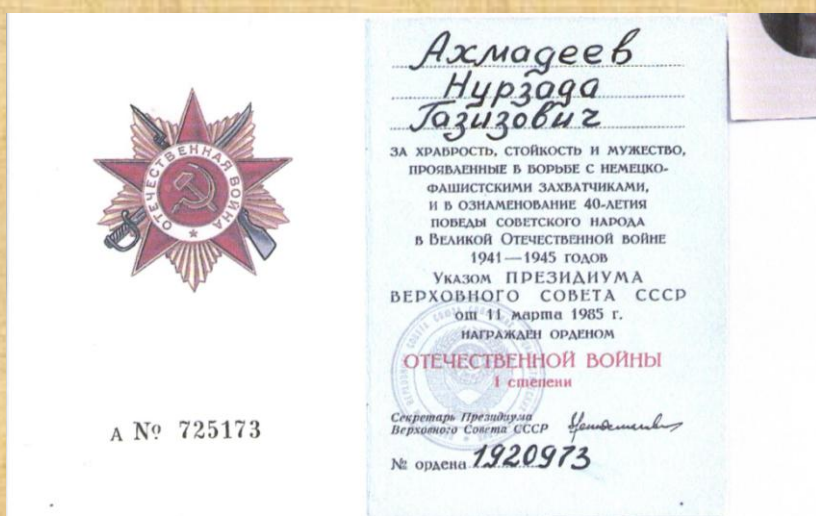 ОТЕЧЕСТВЕННАЯ ВОЙНА
А № 725173
Ахмадеев
Нурзада
Газизович
ЗА ХРАБРОСТЬ, СТОЙКОСТЬ И МУЖЕСТВО,
ПРОЯВЛЕННЫЕ В БОРЬБЕ С НЕМЕЦКО-
ФАШИСТСКИМИ ЗАХВАТЧИКАМИ,
И В ОЗНАМЕНОВАНИЕ 40-ЛЕТИЯ
ПОБЕДЫ СОВЕТСКОГО НАРОДА
В ВЕЛИКОЙ ОТЕЧЕСТВЕННОЙ ВОЙНЕ
1941—1945 ГОДОВ
УКАЗОМ ПРЕЗИДИУМА
ВЕРХОВНОГО СОВЕТА СССР
от 11 марта 1985 г.
НАГРАЖДЕН ОРДЕНОМ
ОТЕЧЕСТВЕННОЙ ВОЙНЫ
I степени
Секретарь Президиума
Верховного Совета СССР
№ ордена 1920973